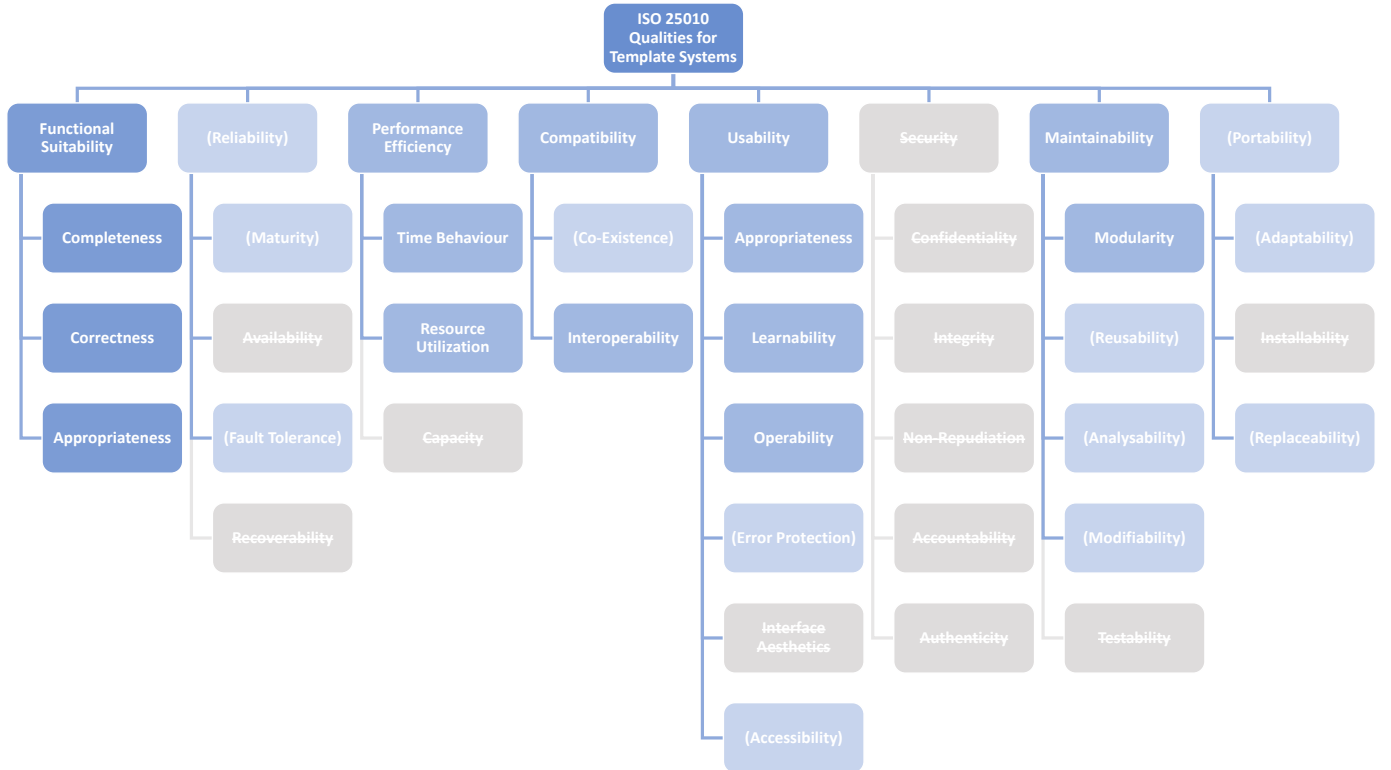 ISO 25010
Qualities for
Template Systems
Functional
Suitability
(Reliability)
Performance
Efficiency
Compatibility
Usability
Security
Maintainability
(Portability)
Completeness
(Maturity)
Time Behaviour
(Co-Existence)
Appropriateness
Confidentiality
Modularity
(Adaptability)
Correctness
Availability
Resource
Utilization
Interoperability
Learnability
Integrity
(Reusability)
Installability
Appropriateness
(Fault Tolerance)
Capacity
Operability
Non-Repudiation
(Analysability)
(Replaceability)
Recoverability
(Error Protection)
Accountability
(Modifiability)
Interface
Aesthetics
Authenticity
Testability
(Accessibility)